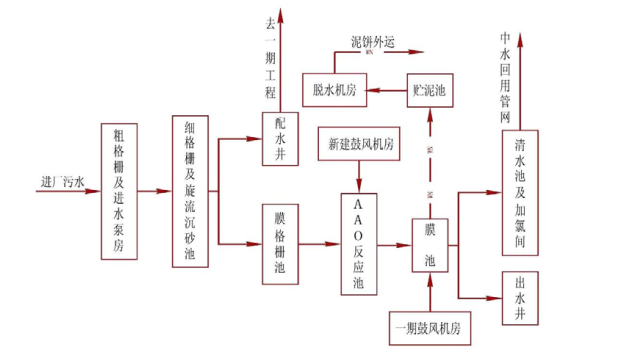 进厂污水
粗格栅及进水泵房
细格栅及旋流沉砂池
去一期工程
配水井
膜格栅池
新建鼓风机房
AAO反应池
泥饼外运
脱水机房
贮泥池
膜池
一期鼓风机房
中水回用管网
清水池及加氯间
出水井